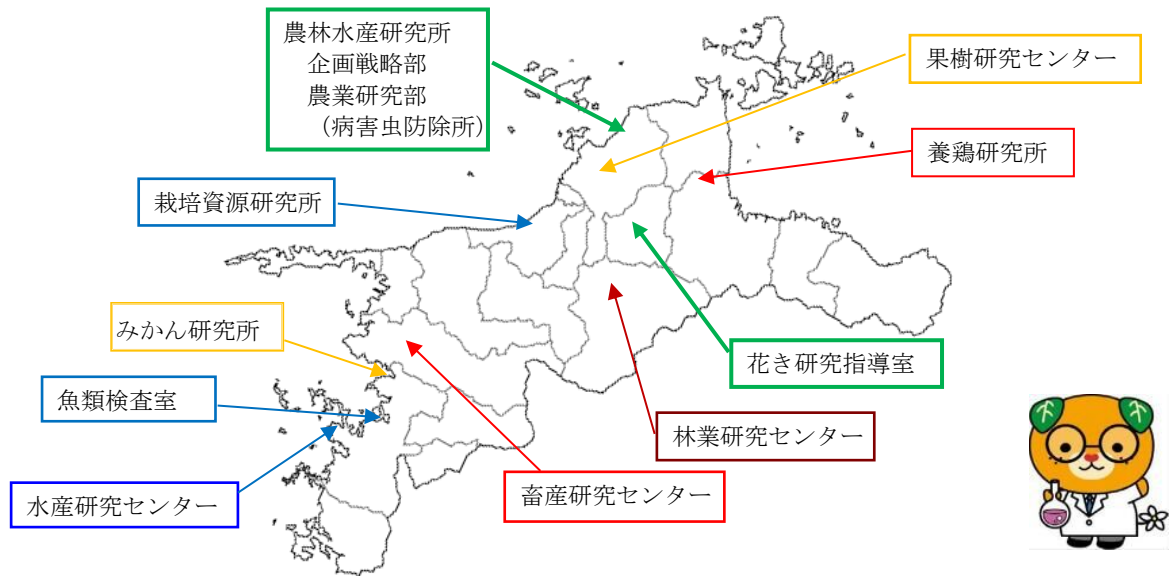 農林水産研究所
企画戦略部
農業研究部
（病害虫防除所）
果樹研究センター
養鶏研究所
栽培資源研究所
みかん研究所
花き研究指導室
魚類検査室
林業研究センター
水産研究センター
畜産研究センター